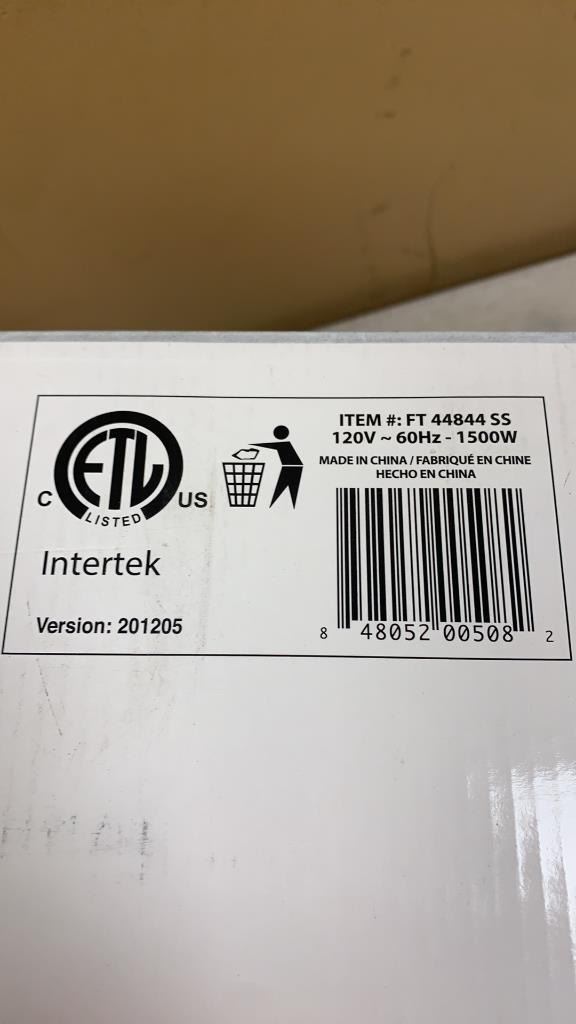 ETL
C
US
LISTED
Intertek
Version: 201205
ITEM #: FT 44844 SS
120V ~ 60Hz - 1500W
MADE IN CHINA / FABRIQUÉ EN CHINE
HECHO EN CHINA
8 48052 00508 2